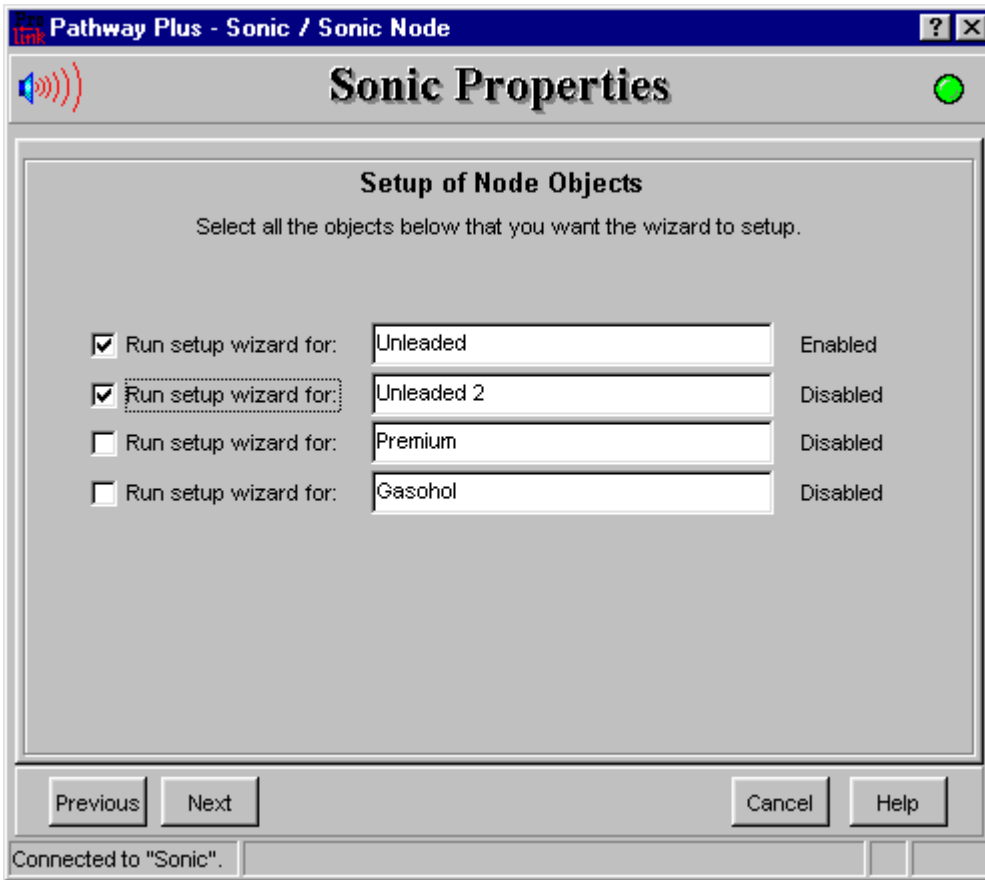 Pro
link
Pathway Plus - Sonic / Sonic Node
?
Sonic Properties
Setup of Node Objects
Select all the objects below that you want the wizard to setup.
Run setup wizard for: Unleaded Enabled
Run setup wizard for: Unleaded 2 Disabled
Run setup wizard for: Premium Disabled
Run setup wizard for: Gasohol Disabled
Previous Next Cancel Help
Connected to "Sonic".